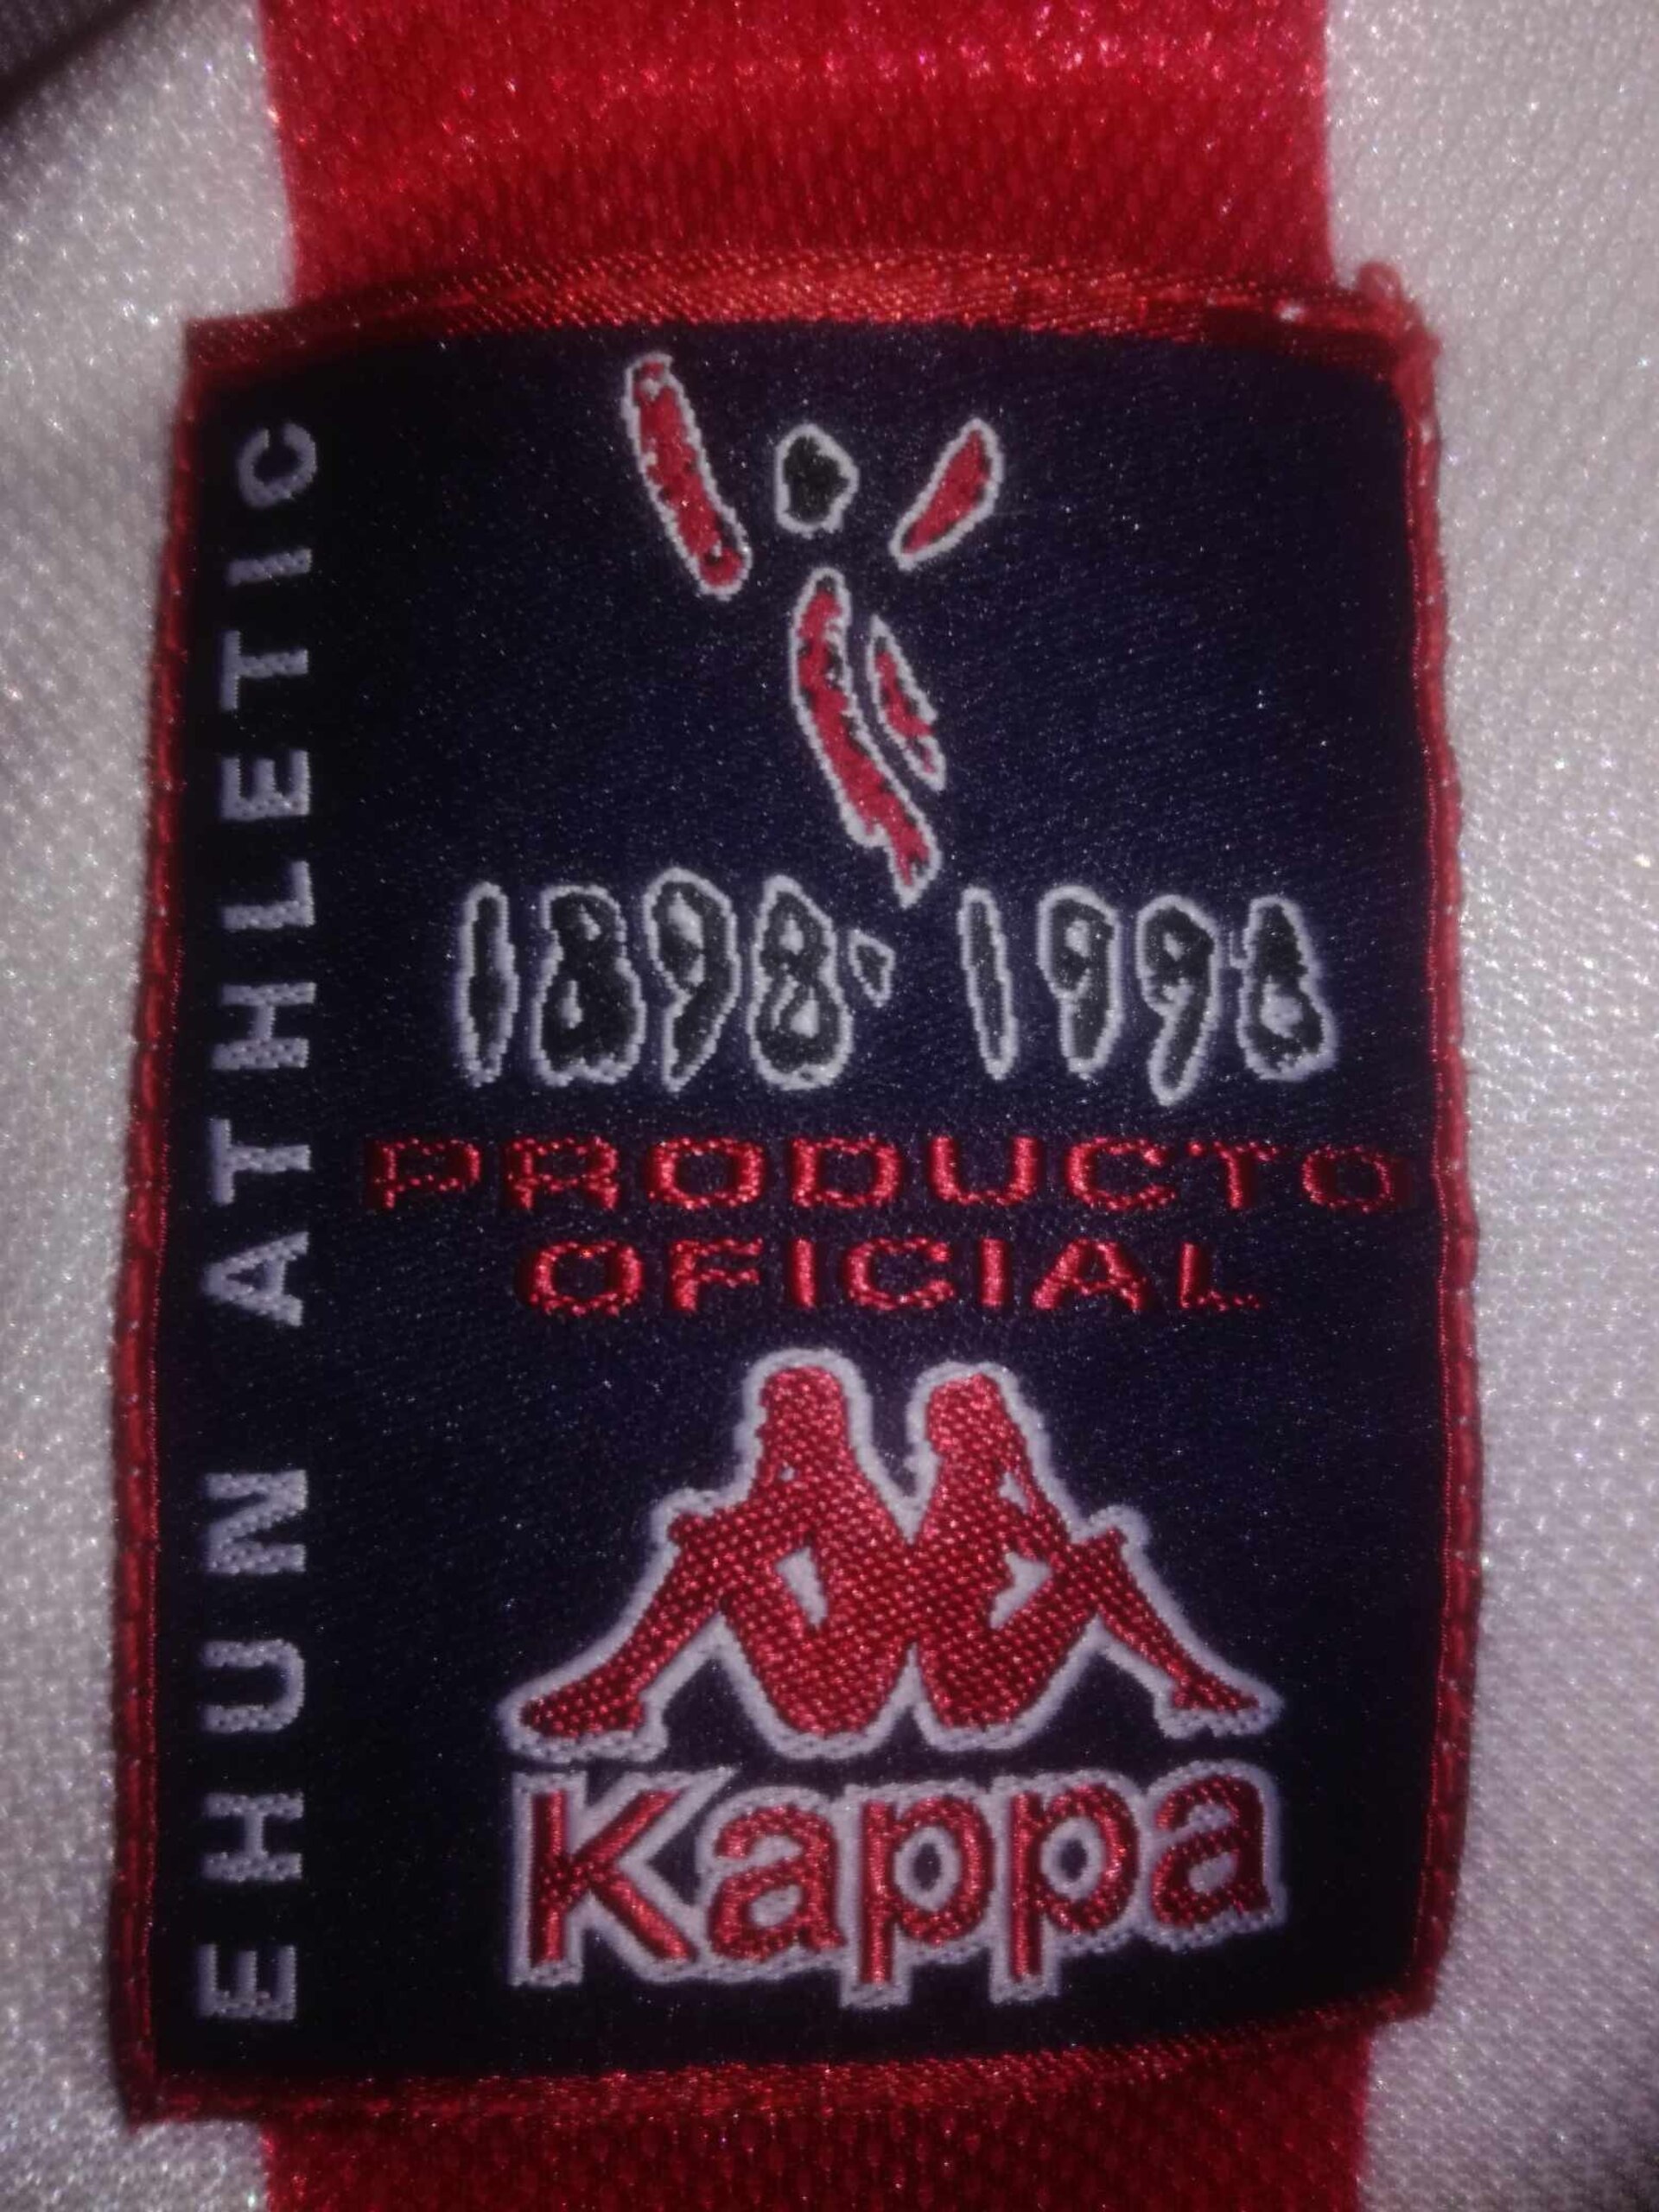 EHUN ATHLETIC
1898·1998
PRODUCTO
OFICIAL
Kappa